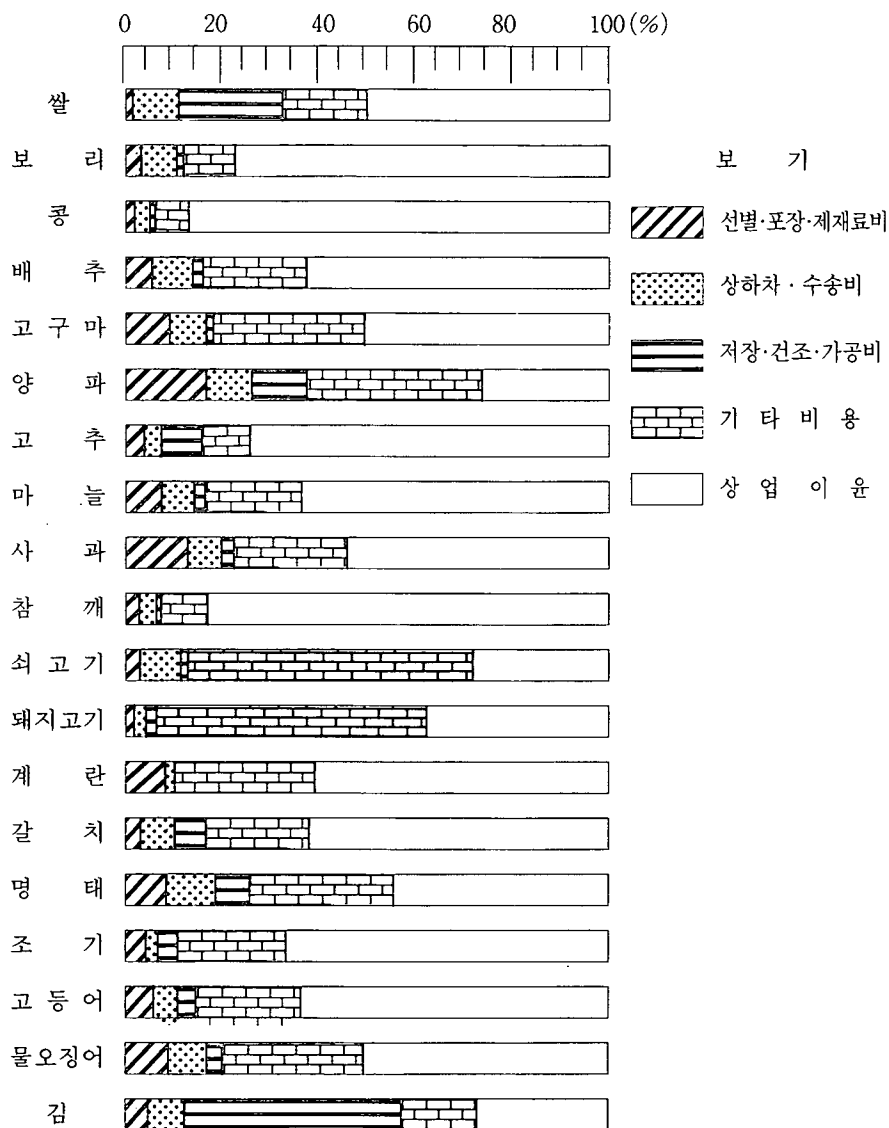 0 20 40 60 80 100 (%)
쌀
보 리
콩
배 추
고 구 마
양 파
고 추
마 늘
사 과
참 깨
쇠 고 기
돼지고기
계 란
갈 치
명 태
조 기
고 등 어
물오징어
김
보 기
선별·포장·제재료비
상하차 · 수송비
저장·건조·가공비
기 타 비 용
상 업 이 윤